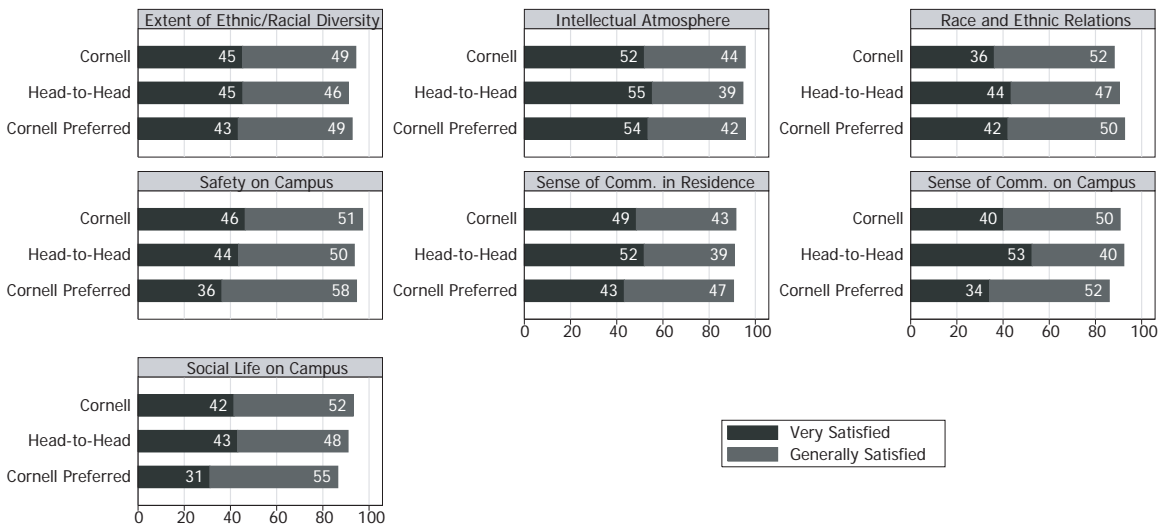 Extent of Ethnic/Racial Diversity
Cornell 45 49
Head-to-Head 45 46
Cornell Preferred 43 49
Intellectual Atmosphere
Cornell 52 44
Head-to-Head 55 39
Cornell Preferred 54 42
Race and Ethnic Relations
Cornell 36 52
Head-to-Head 44 47
Cornell Preferred 42 50
Safety on Campus
Cornell 46 51
Head-to-Head 44 50
Cornell Preferred 36 58
Sense of Comm. in Residence
Cornell 49 43
Head-to-Head 52 39
Cornell Preferred 43 47
0 20 40 60 80 100
Sense of Comm. on Campus
Cornell 40 50
Head-to-Head 53 40
Cornell Preferred 34 52
0 20 40 60 80 100
Social Life on Campus
Cornell 42 52
Head-to-Head 43 48
Cornell Preferred 31 55
0 20 40 60 80 100
Very Satisfied
Generally Satisfied